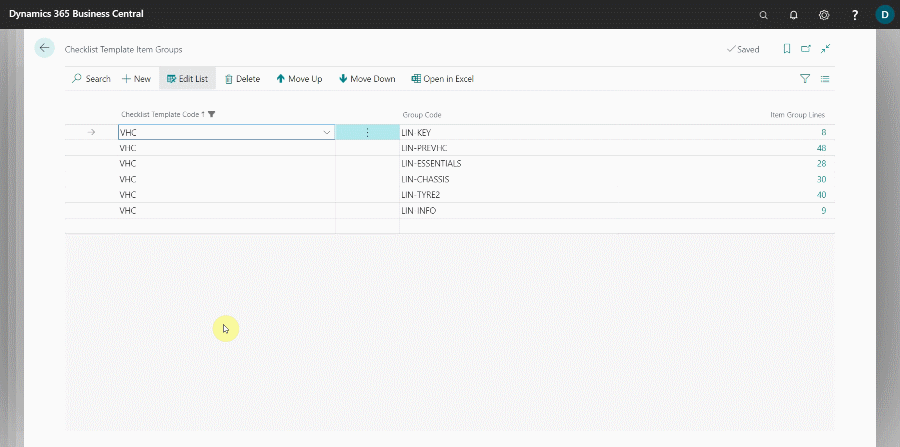 Dynamics 365 Business Central
? D
Checklist Template Item Groups Saved
Search New Edit List Delete Move Up Move Down Open in Excel
Checklist Template Code ↑ Group Code Item Group Lines
VHC LIN-KEY 8
VHC LIN-PREVHC 48
VHC LIN-ESSENTIALS 28
VHC LIN-CHASSIS 30
VHC LIN-TYRE2 40
VHC LIN-INFO 9